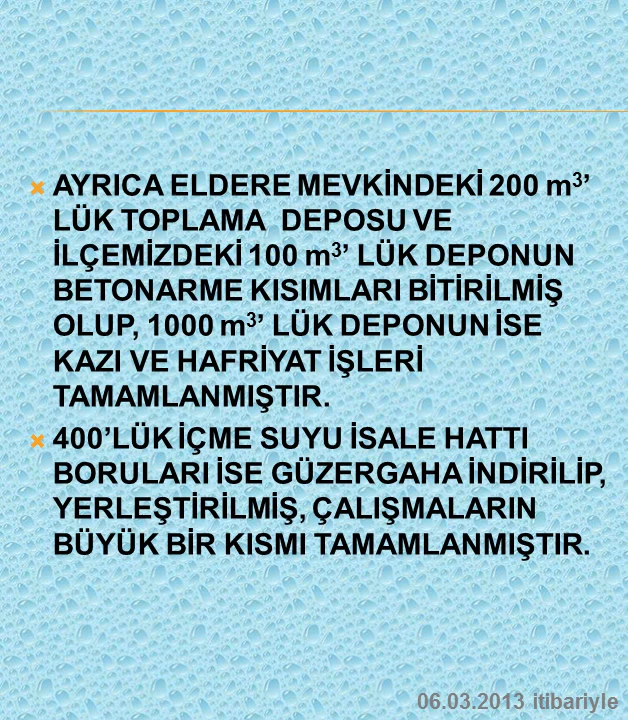 AYRICA ELDERE MEVKİNDEKİ 200 m³’
LÜK TOPLAMA DEPOSU VE
İLÇEMİZDEKİ 100 m³’ LÜK DEPONUN
BETONARME KISIMLARI BİTİRİLMİŞ
OLUP, 1000 m³’ LÜK DEPONUN İSE
KAZI VE HAFRİYAT İŞLERİ
TAMAMLANMIŞTIR.
400’LÜK İÇME SUYU İSALE HATTI
BORULARI İSE GÜZERGAHA İNDİRİLİP,
YERLEŞTİRİLMİŞ, ÇALIŞMALARIN
BÜYÜK BİR KISMI TAMAMLANMIŞTIR.
06.03.2013 itibariyle